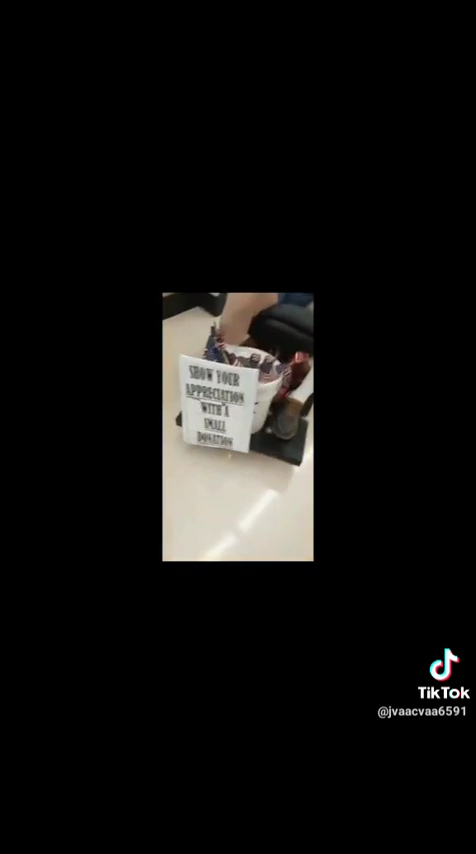 SHOW YOUR
APPRECIATION
WITH A
SMALL
DONATION
TikTok
@jvaacvaa6591